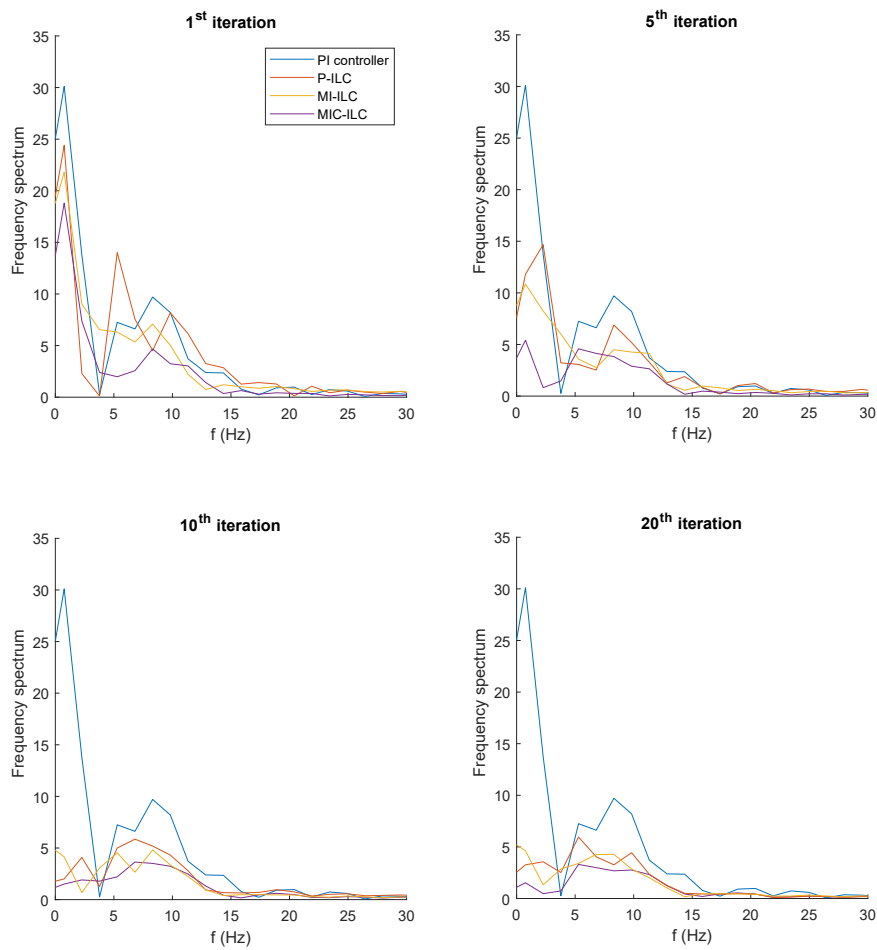 1st iteration
35
30
25
20
15
10
5
0
Frequency spectrum
PI controller
P-ILC
MI-ILC
MIC-ILC
0 5 10 15 20 25 30
f (Hz)
5th iteration
35
30
25
20
15
10
5
0
Frequency spectrum
0 5 10 15 20 25 30
f (Hz)
10th iteration
35
30
25
20
15
10
5
0
Frequency spectrum
0 5 10 15 20 25 30
f (Hz)
20th iteration
35
30
25
20
15
10
5
0
Frequency spectrum
0 5 10 15 20 25 30
f (Hz)